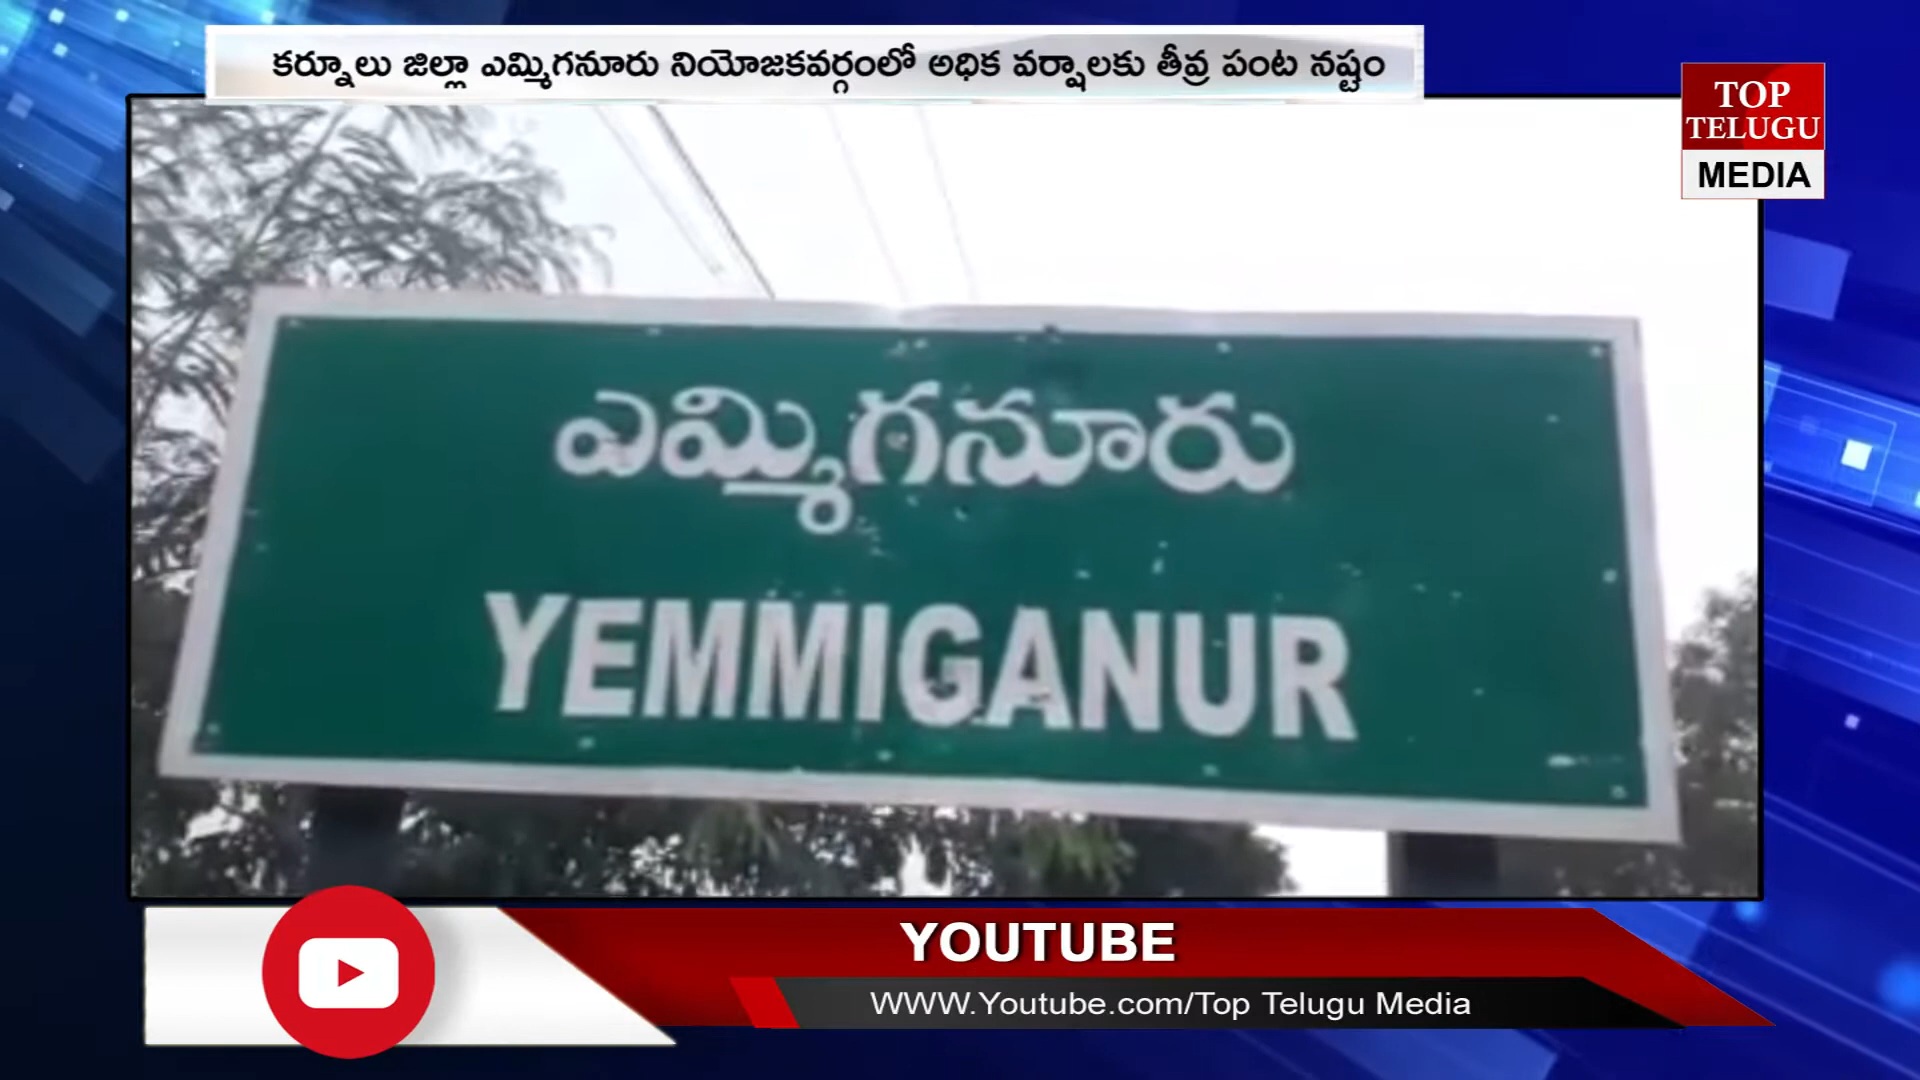 కర్నూలు జిల్లా ఎమ్మిగనూరు నియోజకవర్గంలో అధిక వర్షాలకు తీవ్ర పంట నష్టం
TOP
TELUGU
MEDIA
ఎమ్మిగనూరు
YEMMIGANUR
YOUTUBE
WWW.Youtube.com/Top Telugu Media